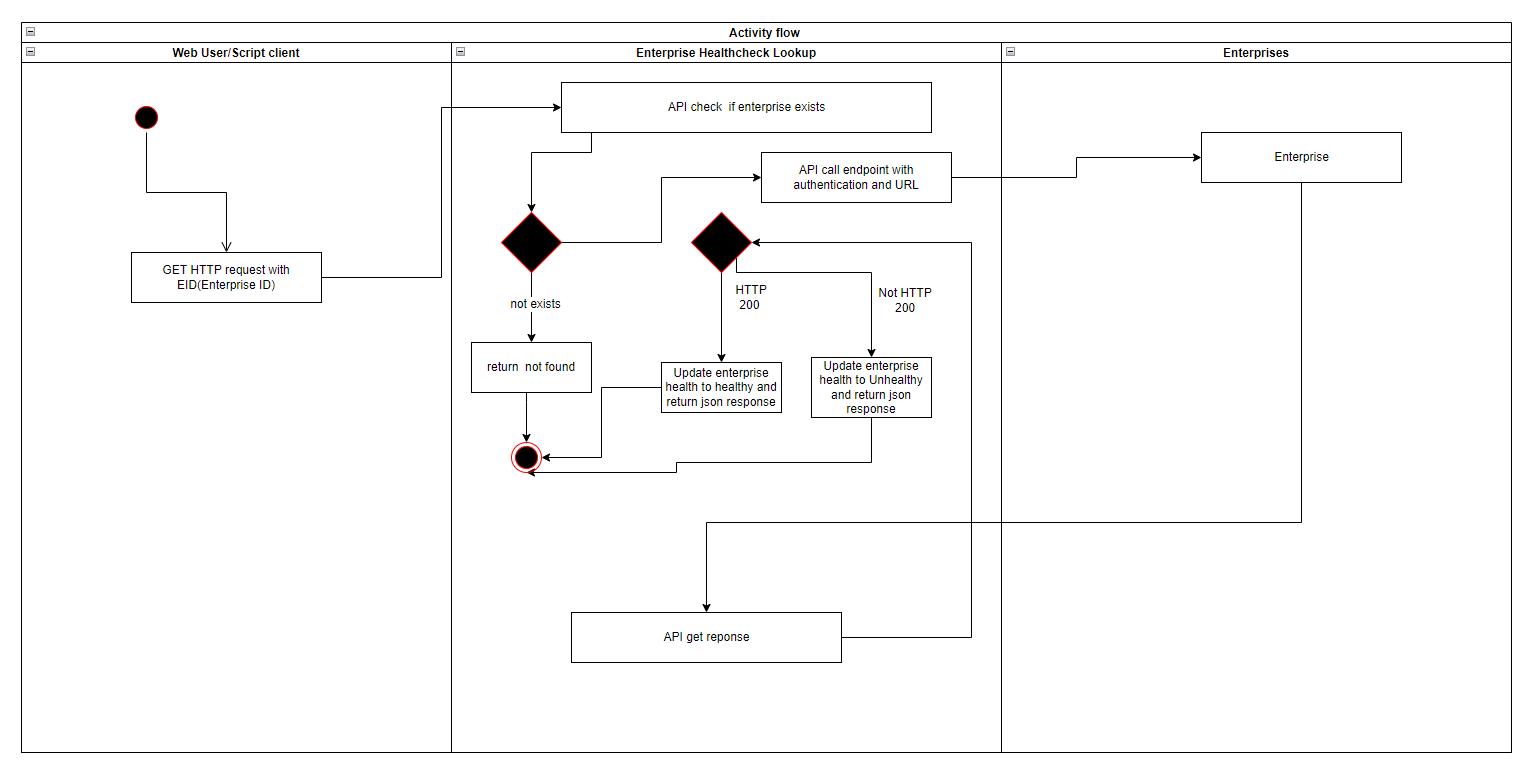 Activity flow
Web User/Script client
Enterprise Healthcheck Lookup
Enterprises
API check  if enterprise exists
Enterprise
API call endpoint with
authentication and URL
GET HTTP request with
EID(Enterprise ID)
not exists
HTTP
200
Not HTTP
200
return  not found
Update enterprise
health to healthy and
return json response
Update enterprise
health to Unhealthy
and return json
response
API get reponse